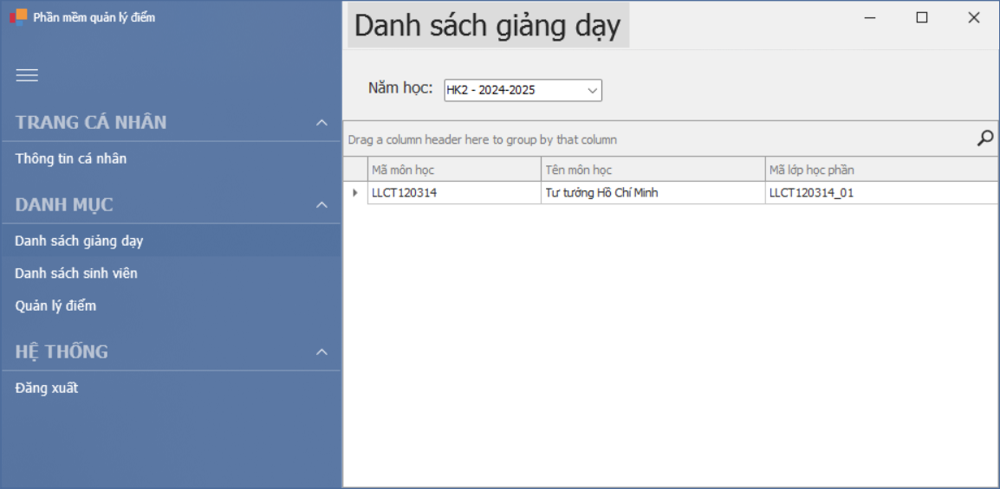 Phần mềm quản lý điểm
TRANG CÁ NHÂN
Thông tin cá nhân
DANH MỤC
Danh sách giảng dạy
Danh sách sinh viên
Quản lý điểm
HỆ THỐNG
Đăng xuất
Danh sách giảng dạy
Năm học: HK2 - 2024-2025
Drag a column header here to group by that column
Mã môn học Tên môn học Mã lớp học phần
LLCT120314 Tư tưởng Hồ Chí Minh LLCT120314_01